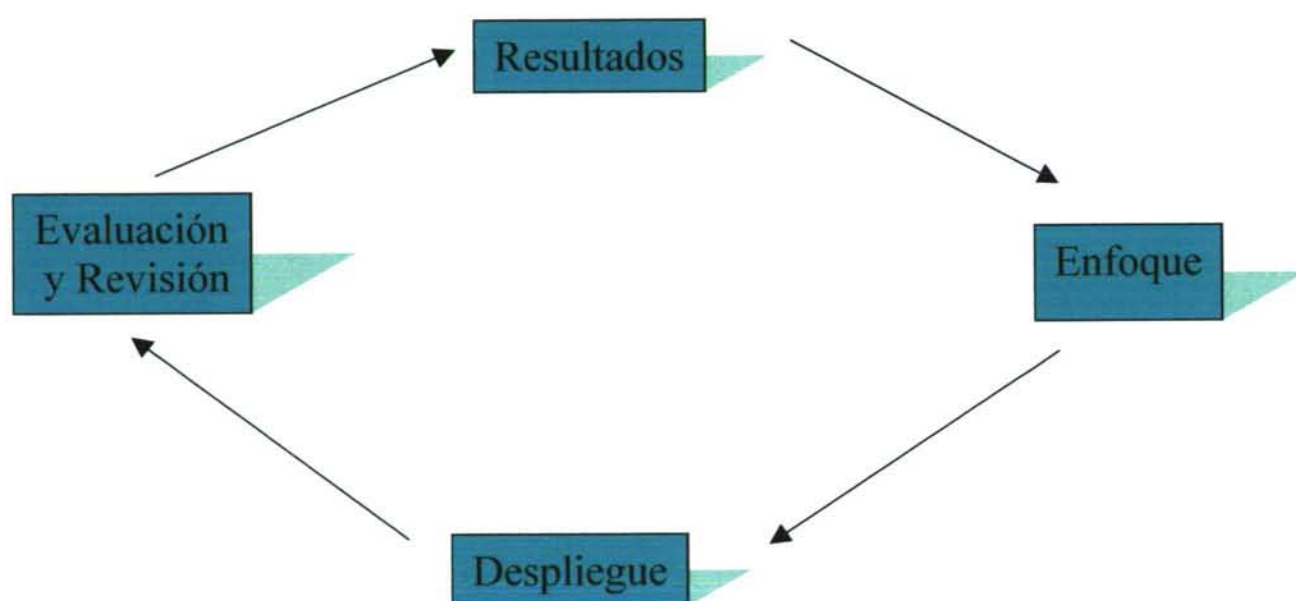 Resultados
Evaluación
y Revisión
Enfoque
Despliegue